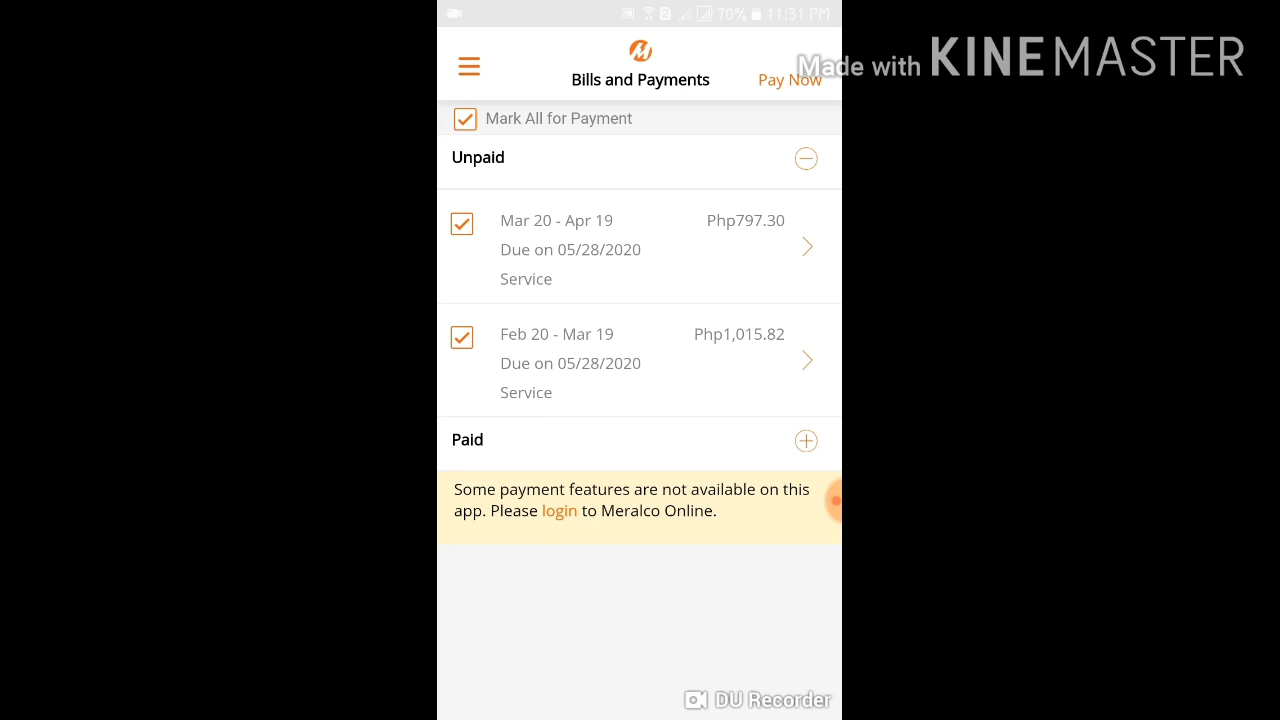 70% 11:31 PM
Made with KINEMASTER
Bills and Payments
Pay Now
Mark All for Payment
Unpaid
Mar 20 - Apr 19 Php797.30
Due on 05/28/2020
Service
Feb 20 - Mar 19 Php1,015.82
Due on 05/28/2020
Service
Paid
Some payment features are not available on this
app. Please login to Meralco Online.
DU Recorder